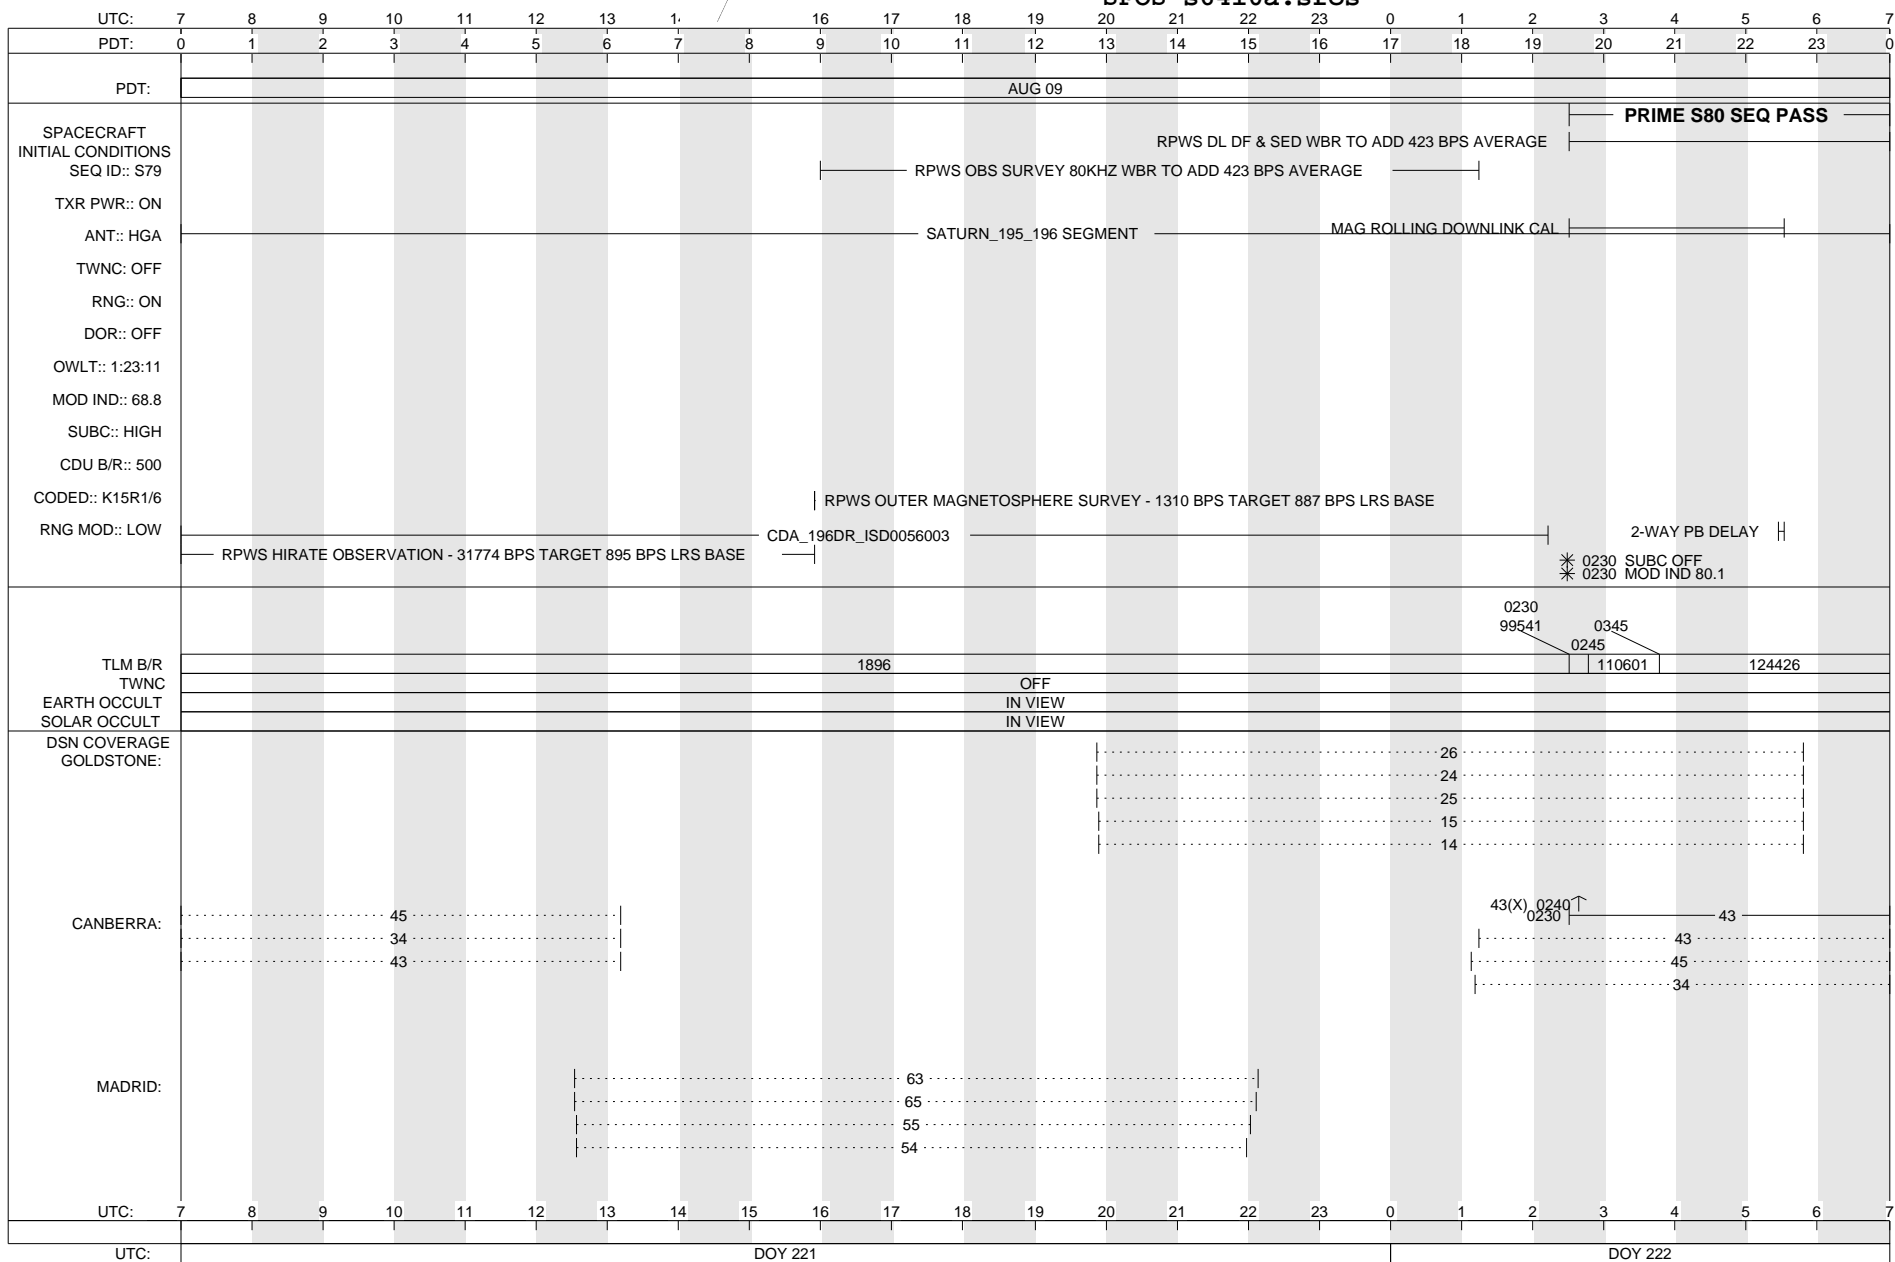 UTC: 7 8 9 10 11 12 13 16 17 18 19 20 21 22 23 0 1 2 3 4 5 6 7
PDT: 0 1 2 3 4 5 6 7 8 9 10 11 12 13 14 15 16 17 18 19 20 21 22 23 0
PDT: AUG 09
PRIME S80 SEQ PASS
SPACECRAFT
INITIAL CONDITIONS
RPWS DL DF & SED WBR TO ADD 423 BPS AVERAGE
SEQ ID:: S79
RPWS OBS SURVEY 80KHZ WBR TO ADD 423 BPS AVERAGE
TXR PWR:: ON
ANT:: HGA
SATURN_195_196 SEGMENT
MAG ROLLING DOWNLINK CAL
TWNC: OFF
RNG:: ON
DOR:: OFF
OWLT:: 1:23:11
MOD IND:: 68.8
SUBC:: HIGH
CDU B/R:: 500
CODED:: K15R1/6
RPWS OUTER MAGNETOSPHERE SURVEY - 1310 BPS TARGET 887 BPS LRS BASE
RNG MOD:: LOW
CDA_196DR_ISD0056003
2-WAY PB DELAY
RPWS HIRATE OBSERVATION - 31774 BPS TARGET 895 BPS LRS BASE
0230 SUBC OFF
0230 MOD IND 80.1
0230
99541 0345
0245
TLM B/R 1896 110601 124426
TWNC OFF
EARTH OCCULT IN VIEW
SOLAR OCCULT IN VIEW
DSN COVERAGE
GOLDSTONE:
26
24
25
15
14
CANBERRA:
43(X) 0240
45 0230 43
34 43
43 45
34
MADRID:
63
65
55
54
UTC: 7 8 9 10 11 12 13 14 15 16 17 18 19 20 21 22 23 0 1 2 3 4 5 6 7
UTC: DOY 221 DOY 222